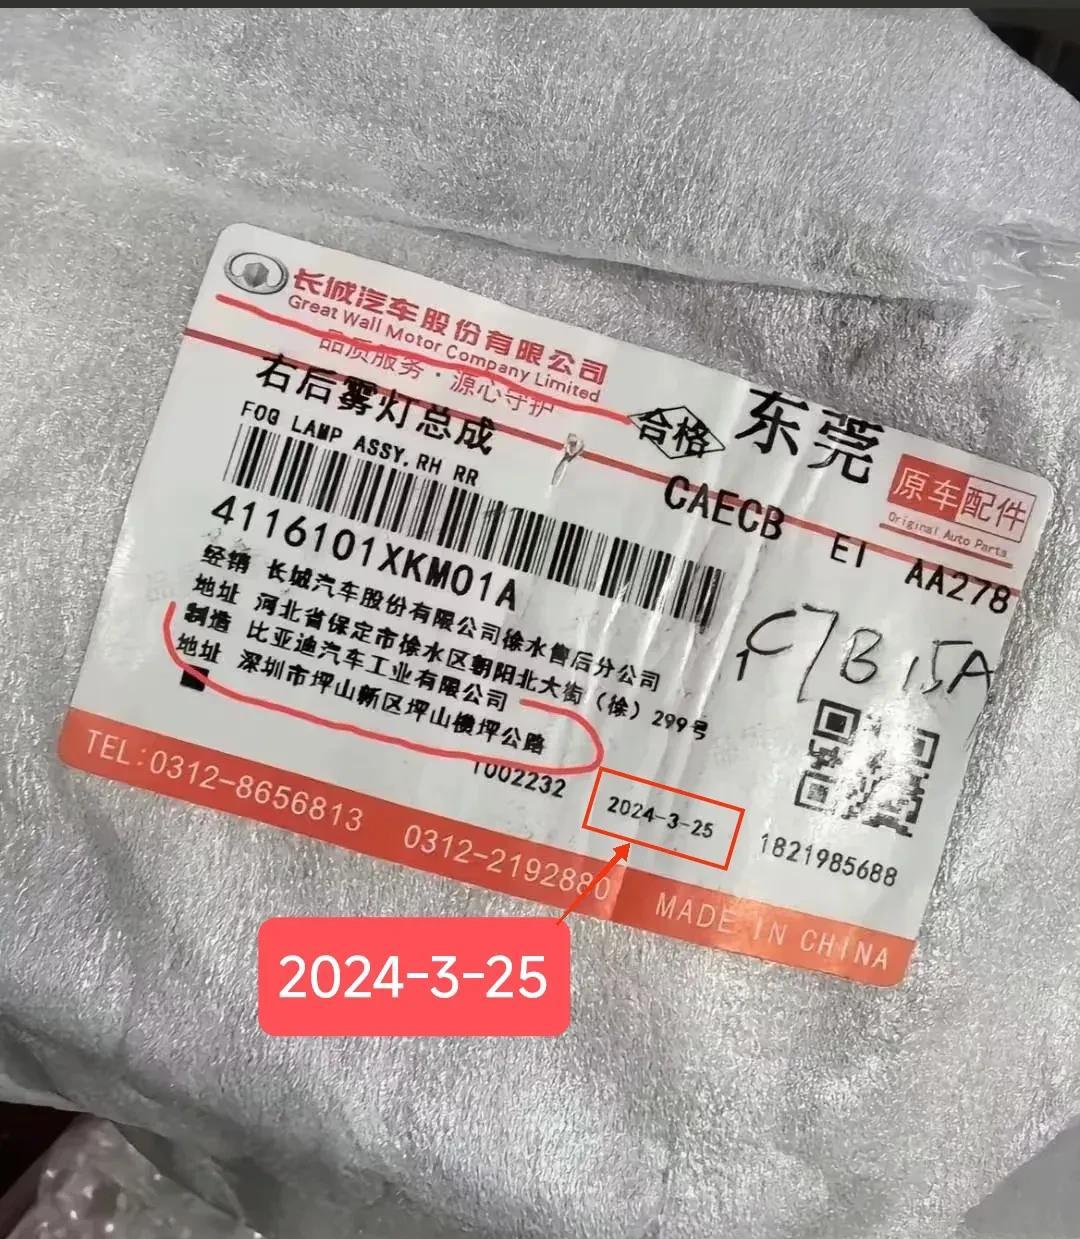 长城汽车股份有限公司
Great Wall Motor Company Limited
品质服务·源心守护
右后雾灯总成
FOG LAMP ASSY,RH RR
合格
东莞
原车配件
Original Auto Parts
CAECB
EI
AA278
4116101XKM01A
经销 长城汽车股份有限公司徐水售后分公司
地址 河北省保定市徐水区朝阳北大街(徐)299号
制造 比亚迪汽车工业有限公司
地址 深圳市坪山新区坪山横坪公路
C7B 15A
1002232
2024-3-25
1821985688
TEL:0312-8656813 0312-2192880
MADE IN CHINA
2024-3-25